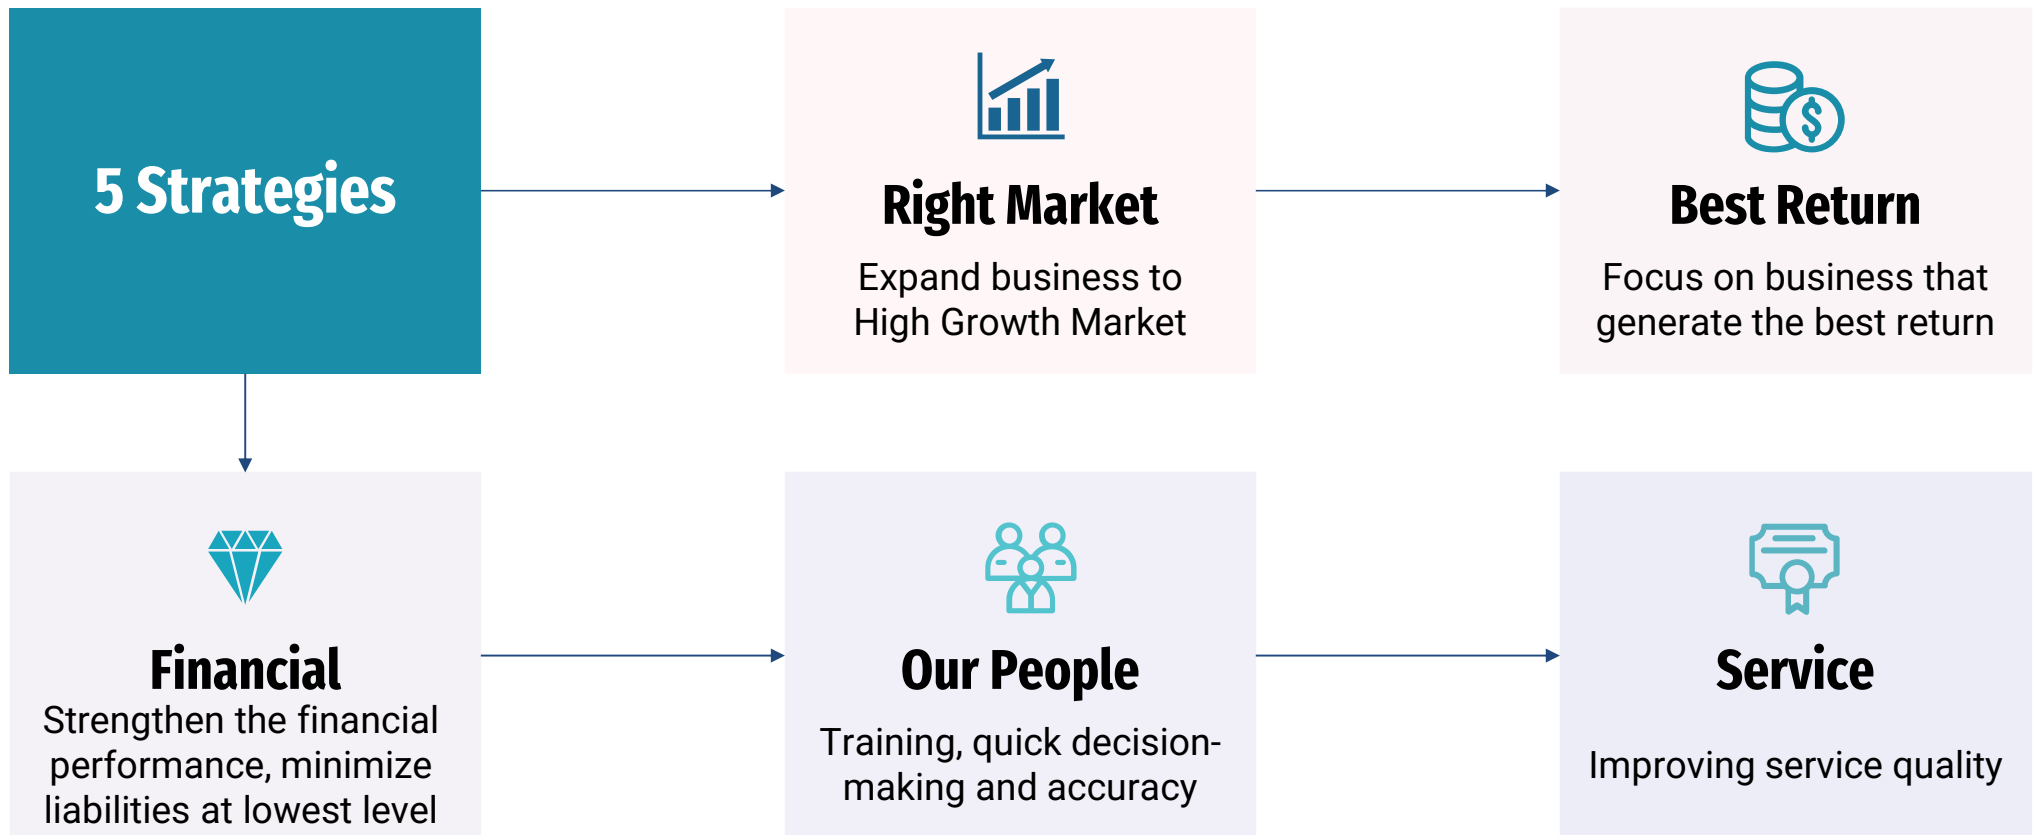 5 Strategies
Right Market
Expand business to
High Growth Market
Best Return
Focus on business that
generate the best return
Financial
Strengthen the financial
performance, minimize
liabilities at lowest level
Our People
Training, quick decision-
making and accuracy
Service
Improving service quality